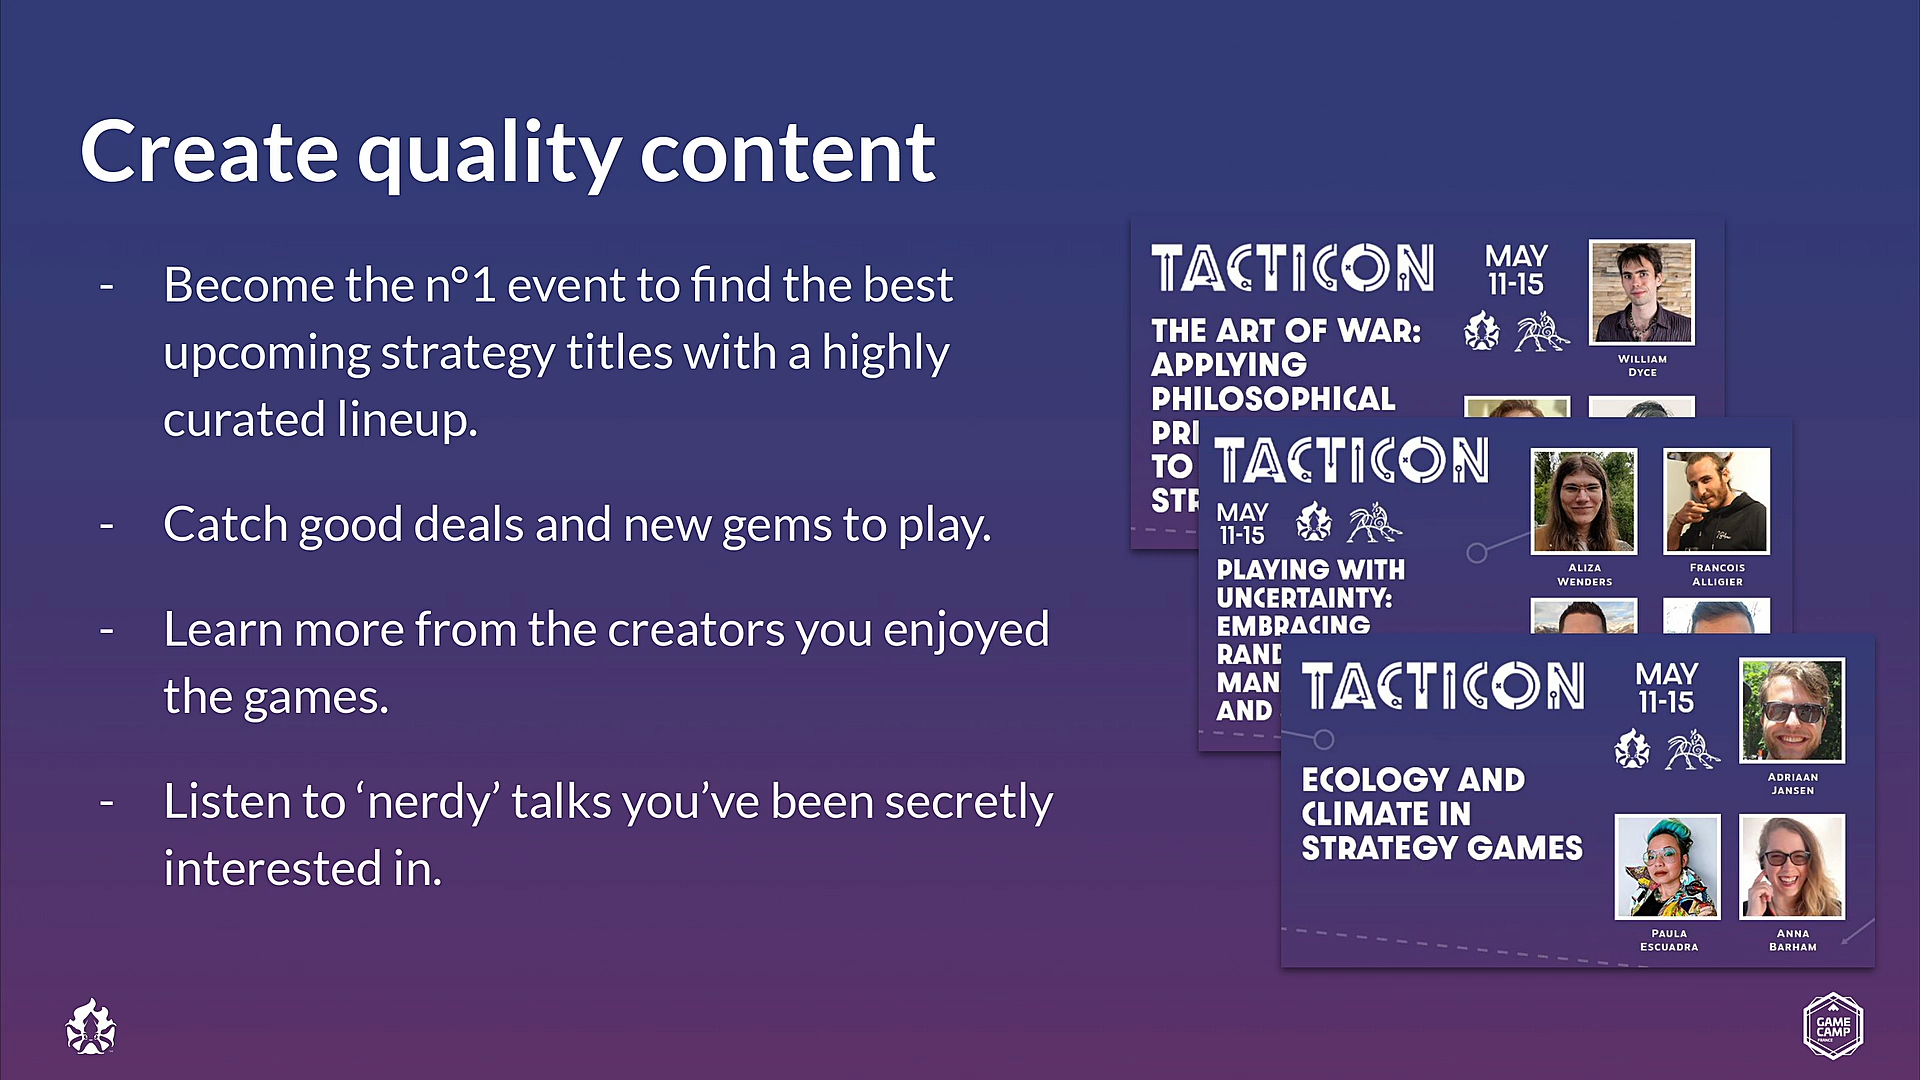 Create quality content
- Become the n°1 event to find the best
upcoming strategy titles with a highly
curated lineup.
- Catch good deals and new gems to play.
- Learn more from the creators you enjoyed
the games.
- Listen to ‘nerdy’ talks you’ve been secretly
interested in.
TACTICON
MAY
11-15
THE ART OF WAR:
APPLYING
PHILOSOPHICAL
TO
WILLIAM
DYCE
TACTICON
MAY
11-15
PLAYING WITH
UNCERTAINTY:
EMBRACING
AND
ALIZA
WENDERS
FRANCOIS
ALLIGIER
TACTICON
MAY
11-15
ECOLOGY AND
CLIMATE IN
STRATEGY GAMES
ADRIAAN
JANSEN
PAULA
ESCUADRA
ANNA
BARHAM
GAME
CAMP
FRANCE